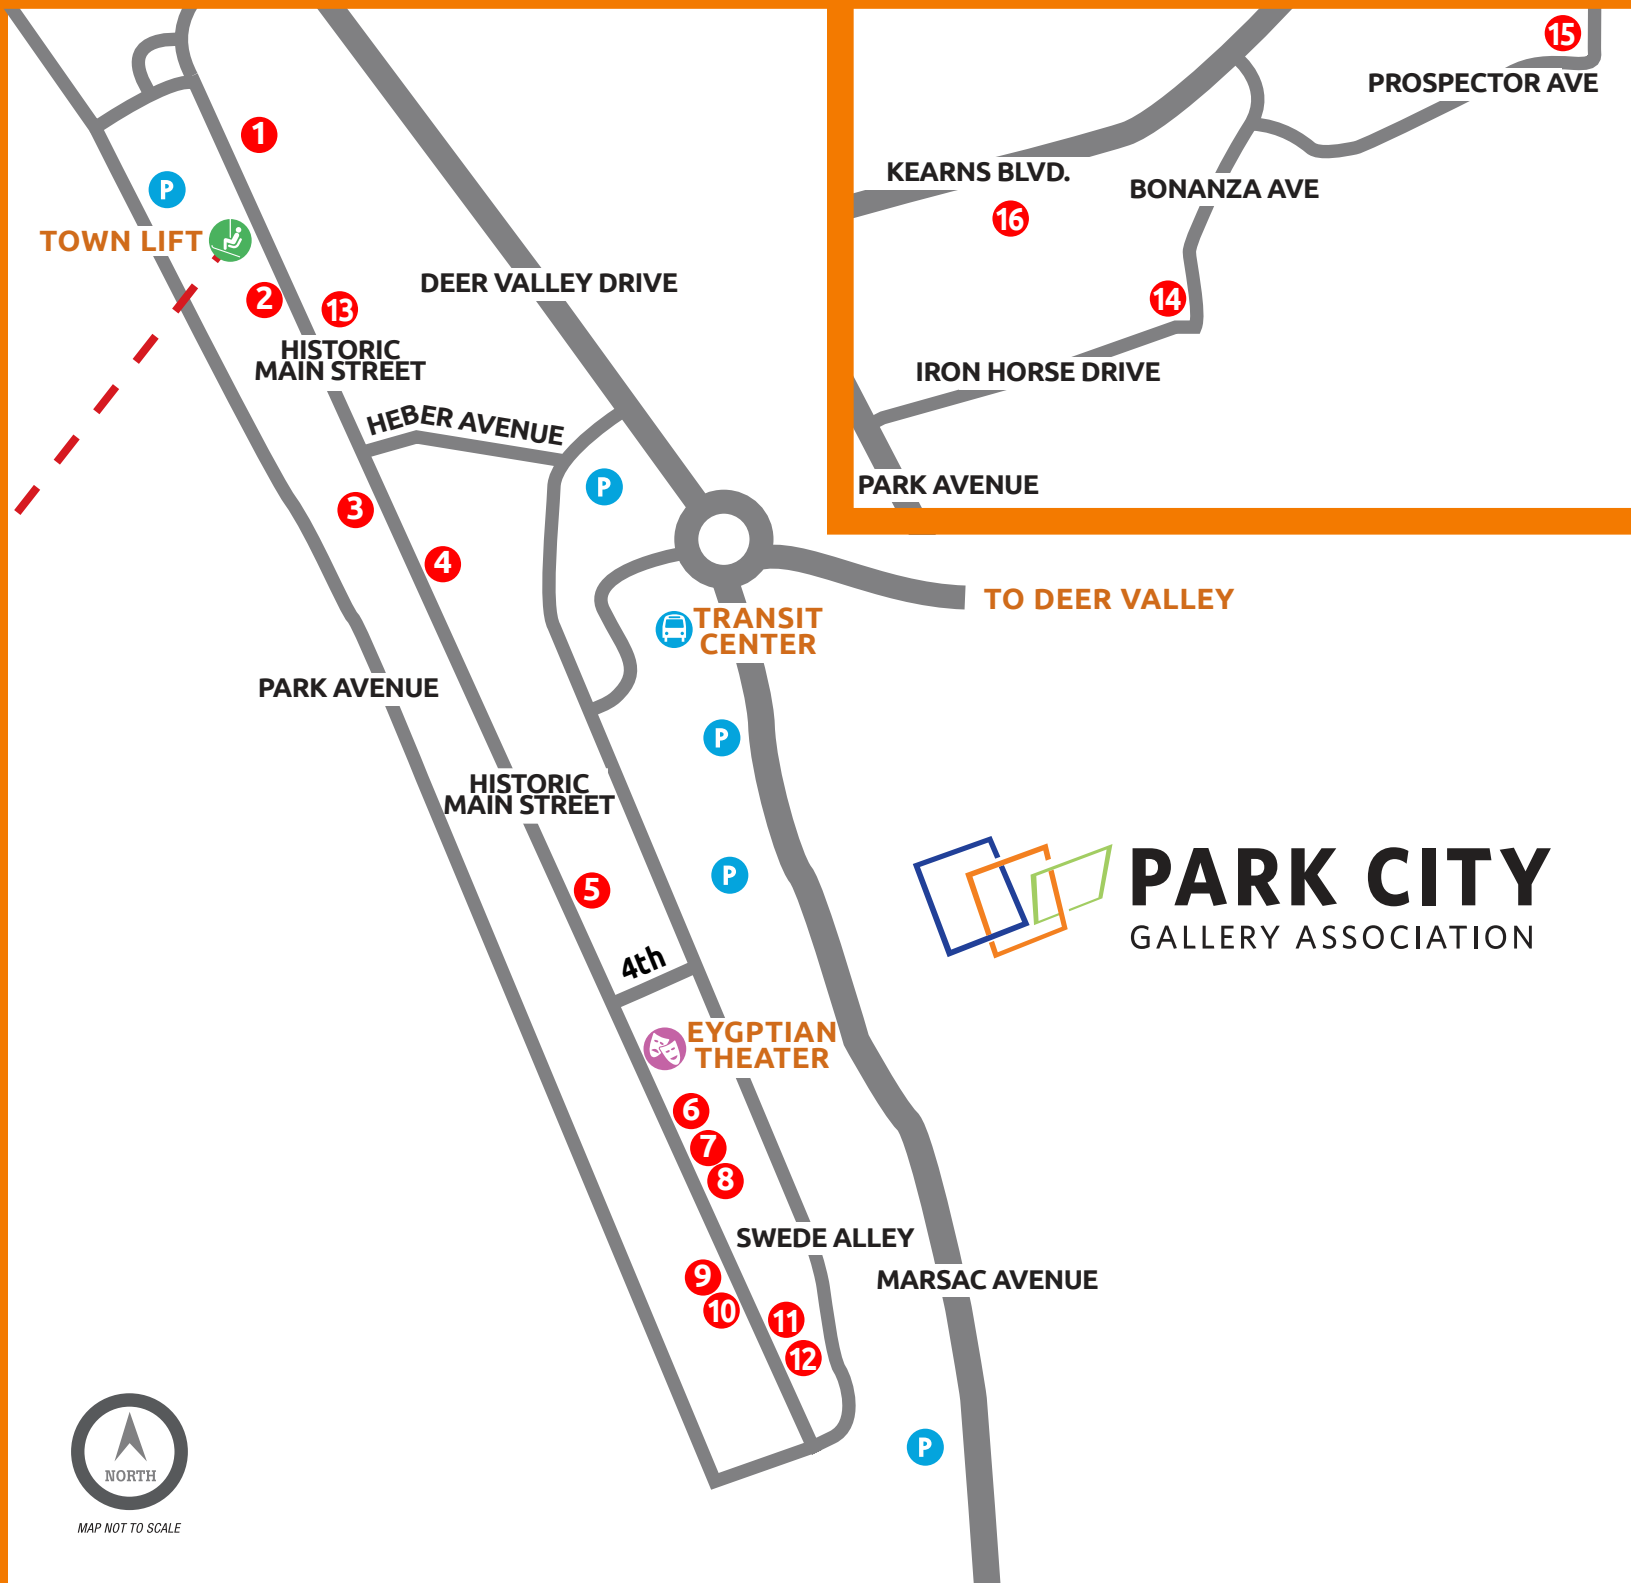 15
PROSPECTOR AVE
1
KEARNS BLVD.
BONANZA AVE
P
16
TOWN LIFT
DEER VALLEY DRIVE
2
13
14
HISTORIC
MAIN STREET
IRON HORSE DRIVE
HEBER AVENUE
P
PARK AVENUE
3
4
TO DEER VALLEY
TRANSIT
CENTER
PARK AVENUE
P
HISTORIC
MAIN STREET
P
5
PARK CITY
GALLERY ASSOCIATION
4th
EYGPTIAN
THEATER
6
7
8
SWEDE ALLEY
9
MARSAC AVENUE
10
11
12
P
NORTH
MAP NOT TO SCALE